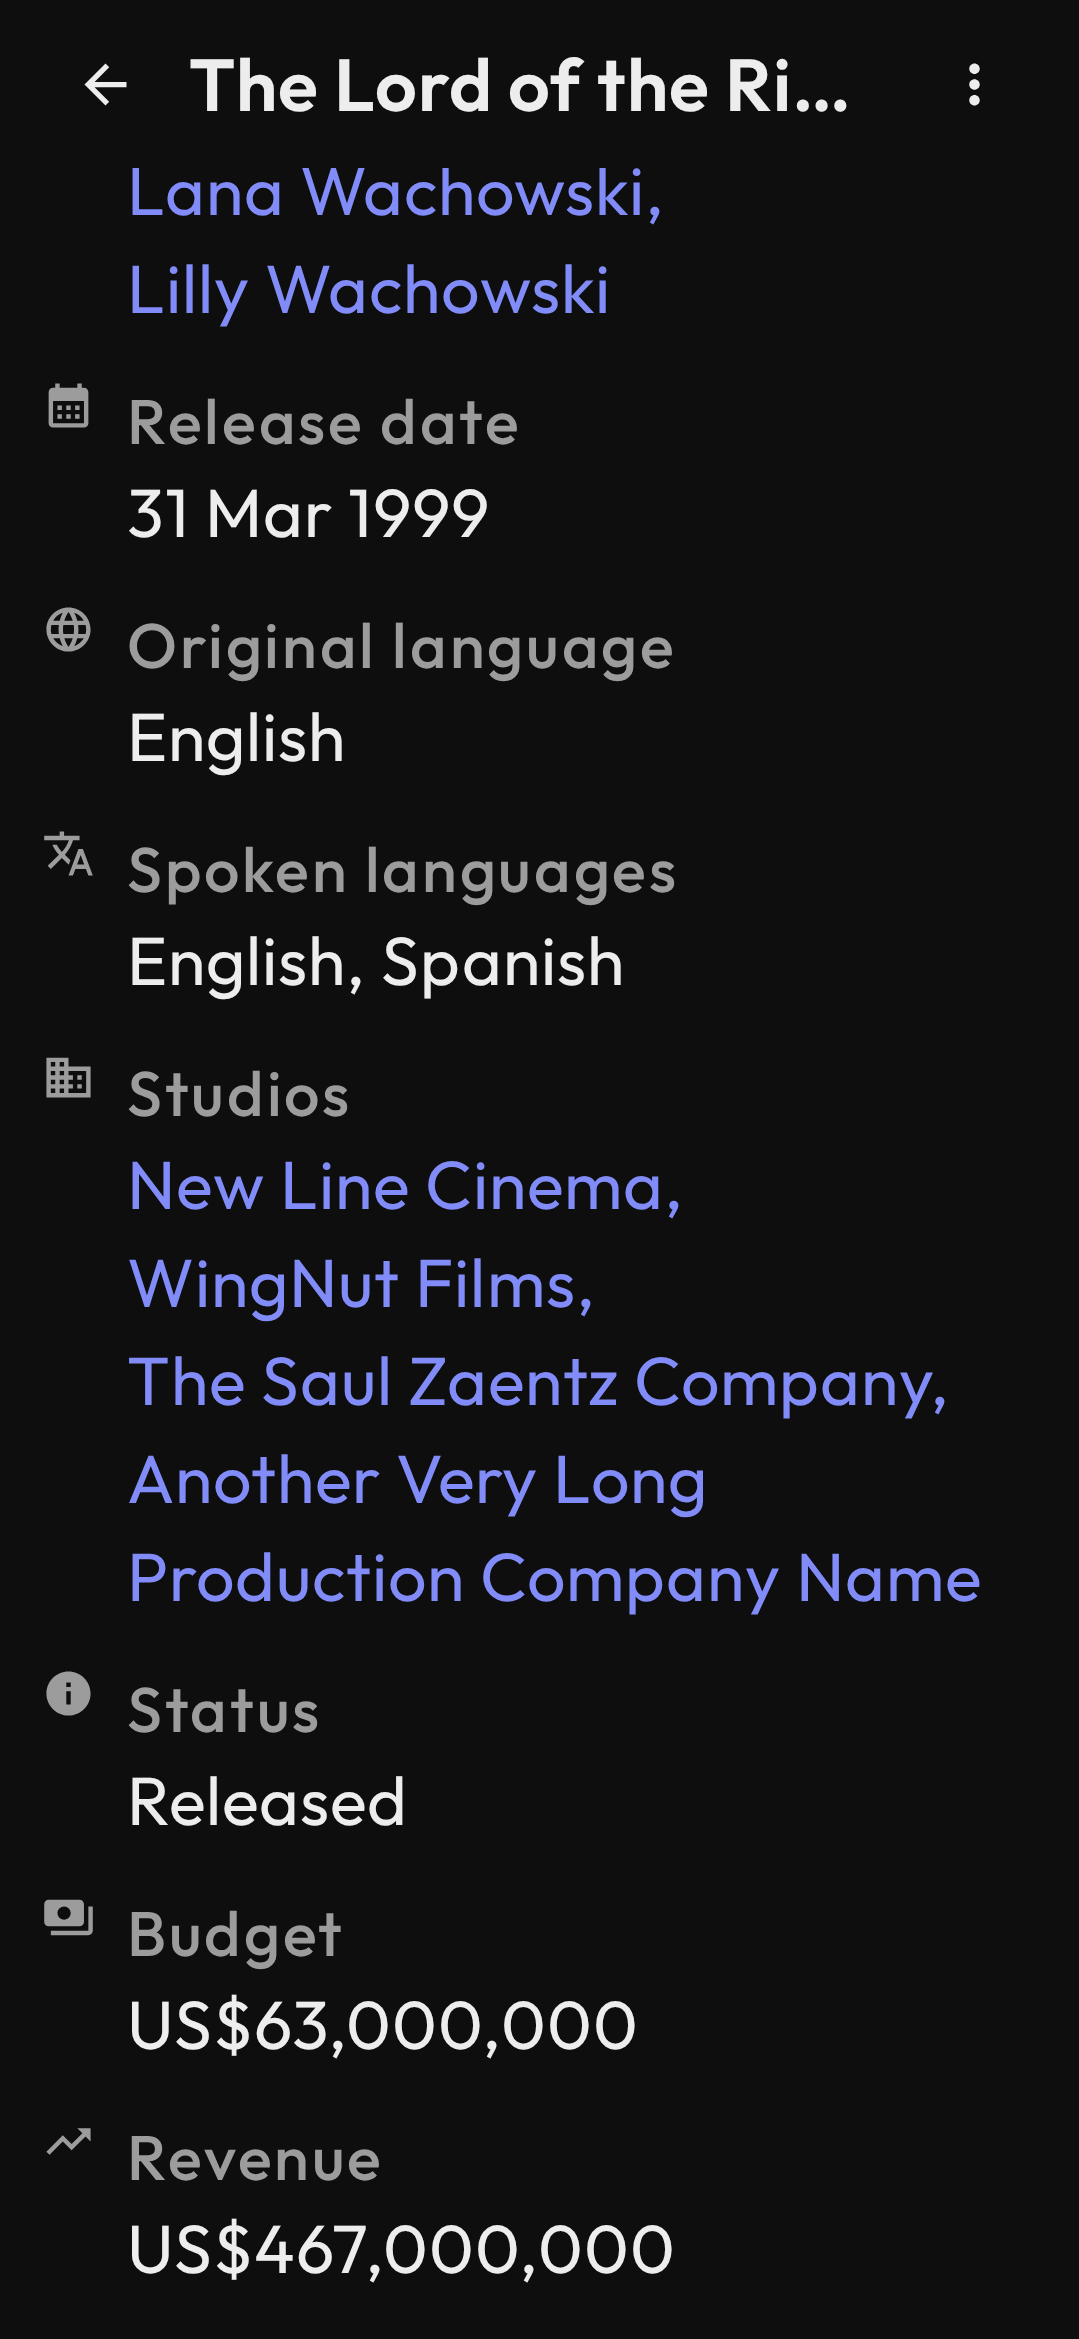 The Lord of the Ri...
Lana Wachowski,
Lilly Wachowski
Release date
31 Mar 1999
Original language
English
Spoken languages
English, Spanish
Studios
New Line Cinema,
WingNut Films,
The Saul Zaentz Company,
Another Very Long
Production Company Name
Status
Released
Budget
US$63,000,000
Revenue
US$467,000,000